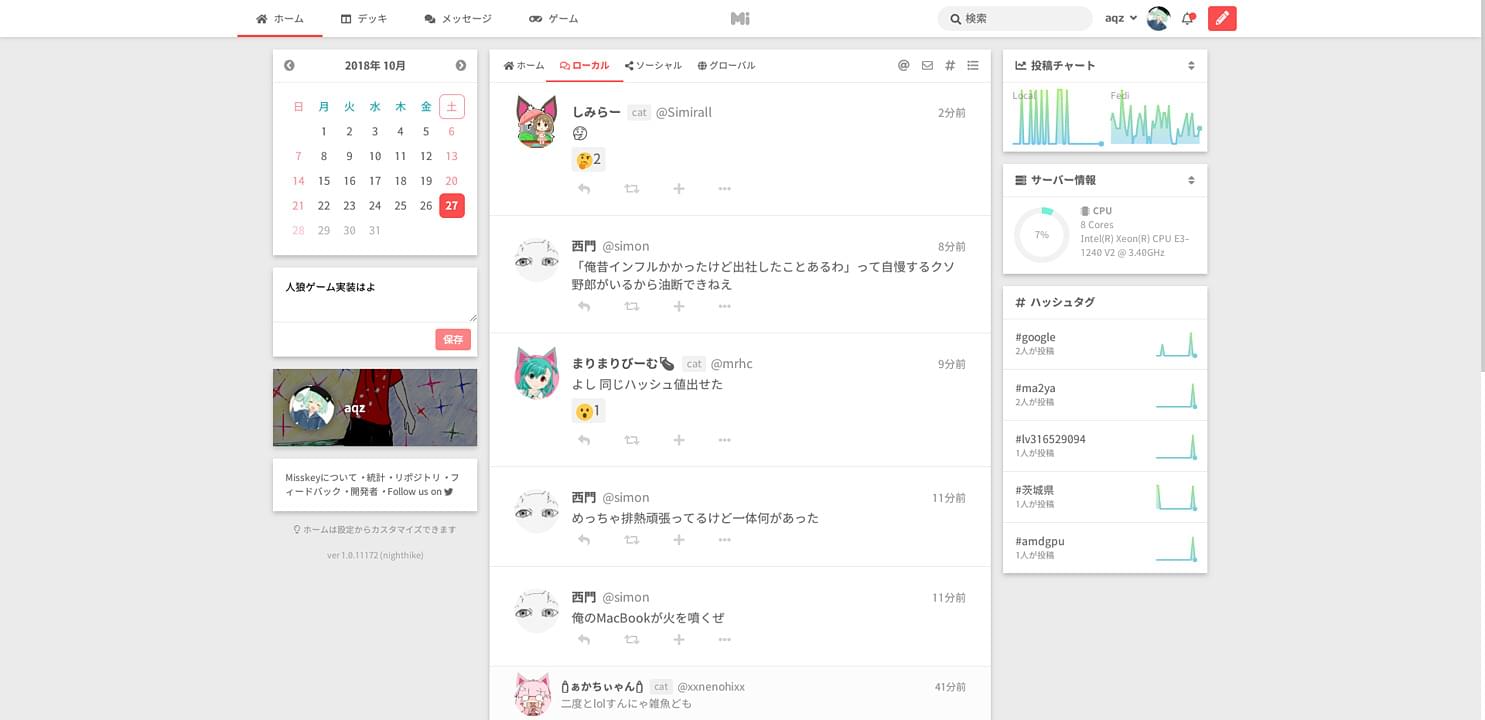 ホーム デッキ メッセージ ゲーム Mi 検索 aqz
2018年 10月
日 月 火 水 木 金 土
1 2 3 4 5 6
7 8 9 10 11 12 13
14 15 16 17 18 19 20
21 22 23 24 25 26 27
28 29 30 31
人狼ゲーム実装はよ
保存
aqz
Misskeyについて・統計・リポジトリ・フ
ィードバック・開発者・Follow us on
ホームは設定からカスタマイズできます
ver 1.0.11172 (nighthike)
ホーム ローカル ソーシャル グローバル
しみらー cat @Simirall 2分前
🤔2
西門 @simon 8分前
「俺昔インフルかかったけど出社したことあるわ」って自慢するクソ
野郎がいるから油断できねえ
まりまりびーむ🍆 cat @mrhc 9分前
よし 同じハッシュ値出せた
😮1
西門 @simon 11分前
めっちゃ排熱頑張ってるけど一体何があった
西門 @simon 11分前
俺のMacBookが火を噴くぜ
ぁかちぃゃん cat @xxnenohixx 41分前
二度とlolすんにゃ雑魚ども
投稿チャート
Local Fedi
サーバー情報
7%
CPU
8 Cores
Intel(R) Xeon(R) CPU E3-
1240 V2 @ 3.40GHz
ハッシュタグ
#google
2人が投稿
#ma2ya
2人が投稿
#lv316529094
1人が投稿
#茨城県
1人が投稿
#amdgpu
1人が投稿